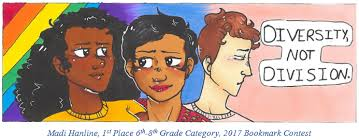 DIVERSITY,
NOT
DIVISION.
Madi Hanline, 1st Place 6th-8th Grade Category, 2017 Bookmark Contest